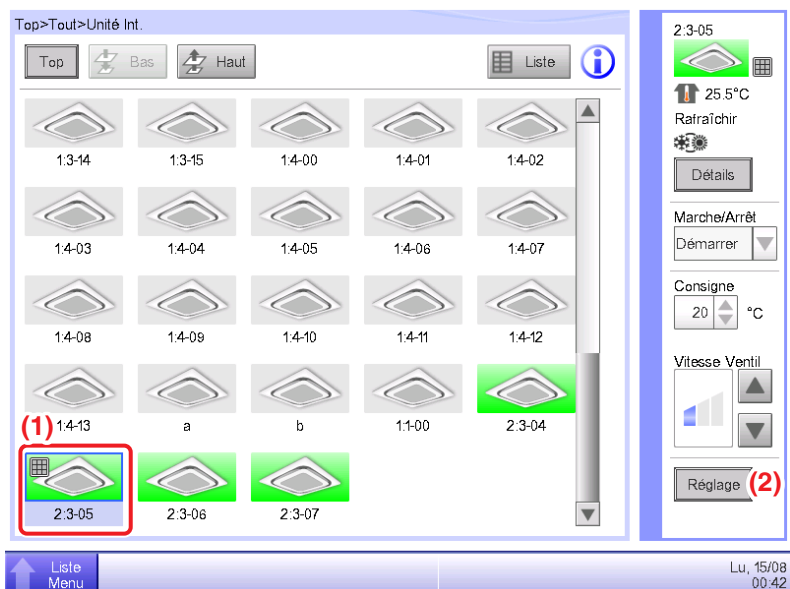 Top>Tout>Unité Int.
Top Bas Haut Liste
1:3-14 1:3-15 1:4-00 1:4-01 1:4-02
1:4-03 1:4-04 1:4-05 1:4-06 1:4-07
1:4-08 1:4-09 1:4-10 1:4-11 1:4-12
(1) 1:4-13 a b 1:1-00 2:3-04
2:3-05 2:3-06 2:3-07
2:3-05
25.5°C
Rafraîchir
Détails
Marche/Arrêt
Démarrer
Consigne
20 °C
Vitesse Ventil
Réglage (2)
Liste
Menu
Lu, 15/08
00:42